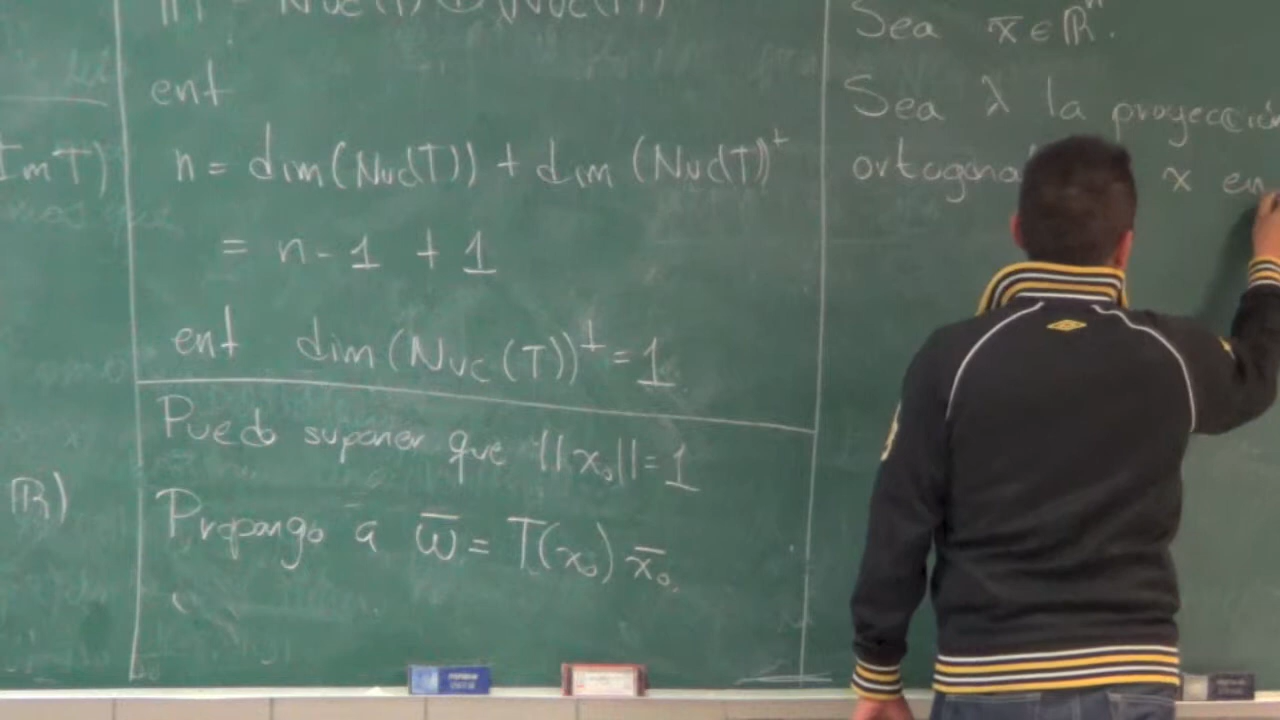 ImT)
ℝ)
ent
n = dim(Nuc(T)) + dim (Nuc(T))⊥
= n-1 + 1
ent dim(Nuc(T))⊥ = 1
Puedo suponer que ||x₀|| = 1
Propongo a w̄ = T(x₀) x̄₀.
Sea x̄ ∈ ℝⁿ.
Sea λ la proyección
x en